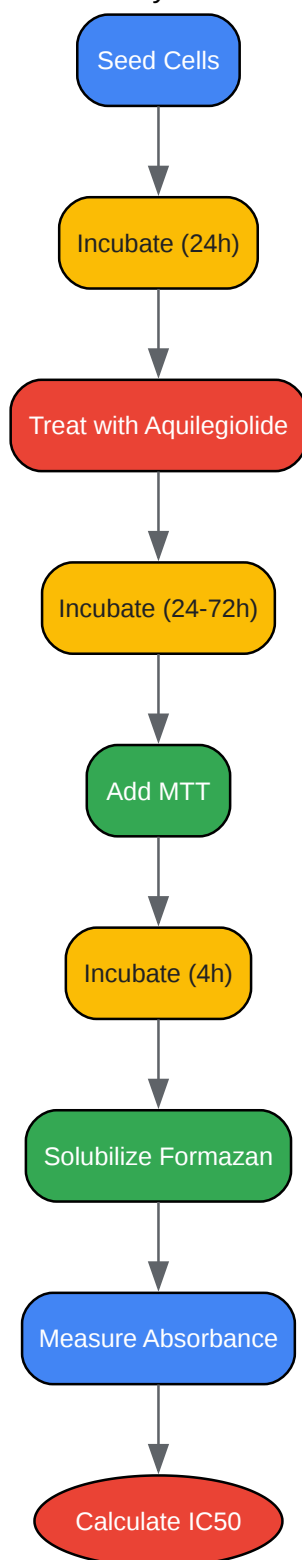 Seed Cells
Incubate (24h)
Treat with Aquilegiolide
Incubate (24-72h)
Add MTT
Incubate (4h)
Solubilize Formazan
Measure Absorbance
Calculate IC50